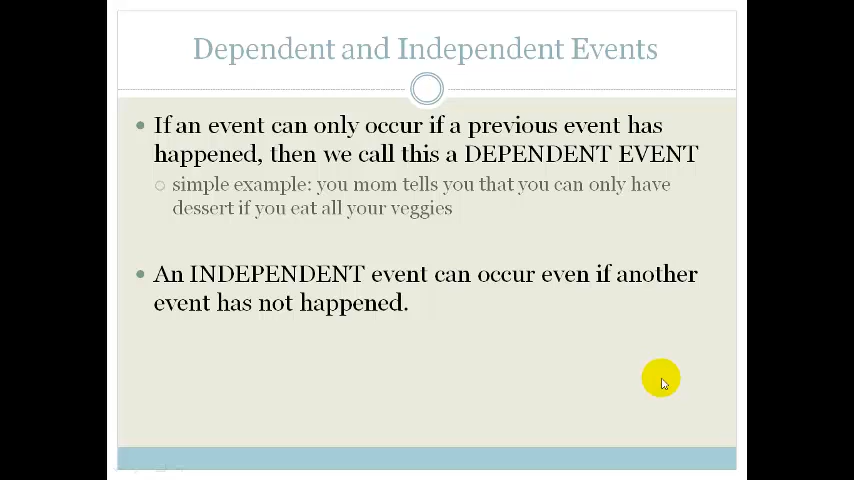 Dependent and Independent Events
If an event can only occur if a previous event has
happened, then we call this a DEPENDENT EVENT
simple example: you mom tells you that you can only have
dessert if you eat all your veggies
An INDEPENDENT event can occur even if another
event has not happened.